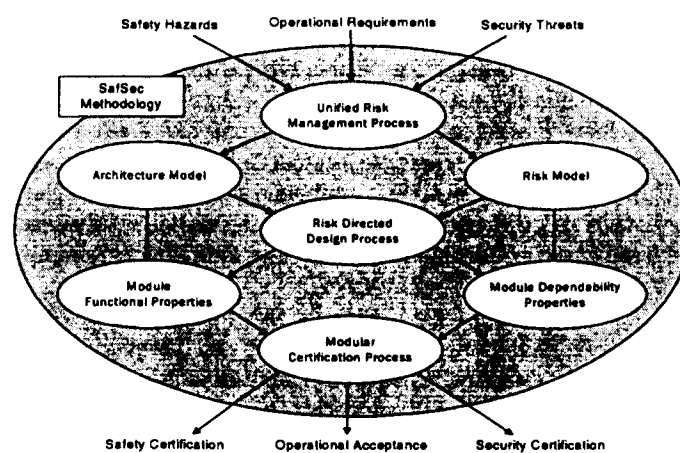 Safety Hazards
Operational Requirements
Security Threats
SafSec
Methodology
Unified Risk
Management Process
Architecture Model
Risk Model
Risk Directed
Design Process
Module
Functional Properties
Module Dependability
Properties
Modular
Certification Process
Safety Certification
Operational Acceptance
Security Certification